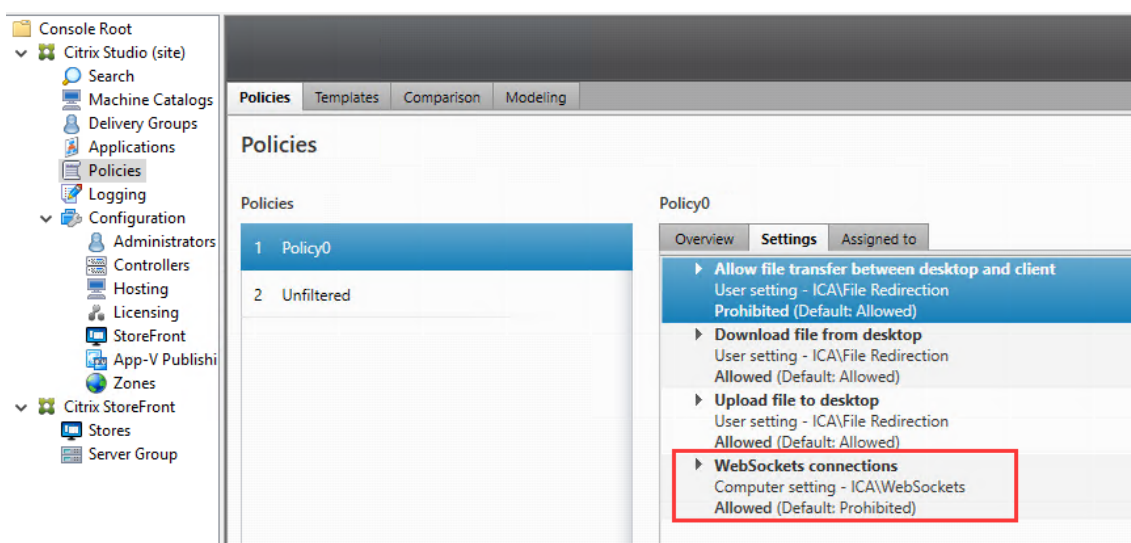 Console Root
Citrix Studio (site)
Search
Machine Catalogs
Delivery Groups
Applications
Policies
Logging
Configuration
Administrators
Controllers
Hosting
Licensing
StoreFront
App-V Publishi
Zones
Citrix StoreFront
Stores
Server Group
Policies Templates Comparison Modeling
Policies
Policies
1 Policy0
2 Unfiltered
Policy0
Overview Settings Assigned to
Allow file transfer between desktop and client
User setting - ICA\File Redirection
Prohibited (Default: Allowed)
Download file from desktop
User setting - ICA\File Redirection
Allowed (Default: Allowed)
Upload file to desktop
User setting - ICA\File Redirection
Allowed (Default: Allowed)
WebSockets connections
Computer setting - ICA\WebSockets
Allowed (Default: Prohibited)